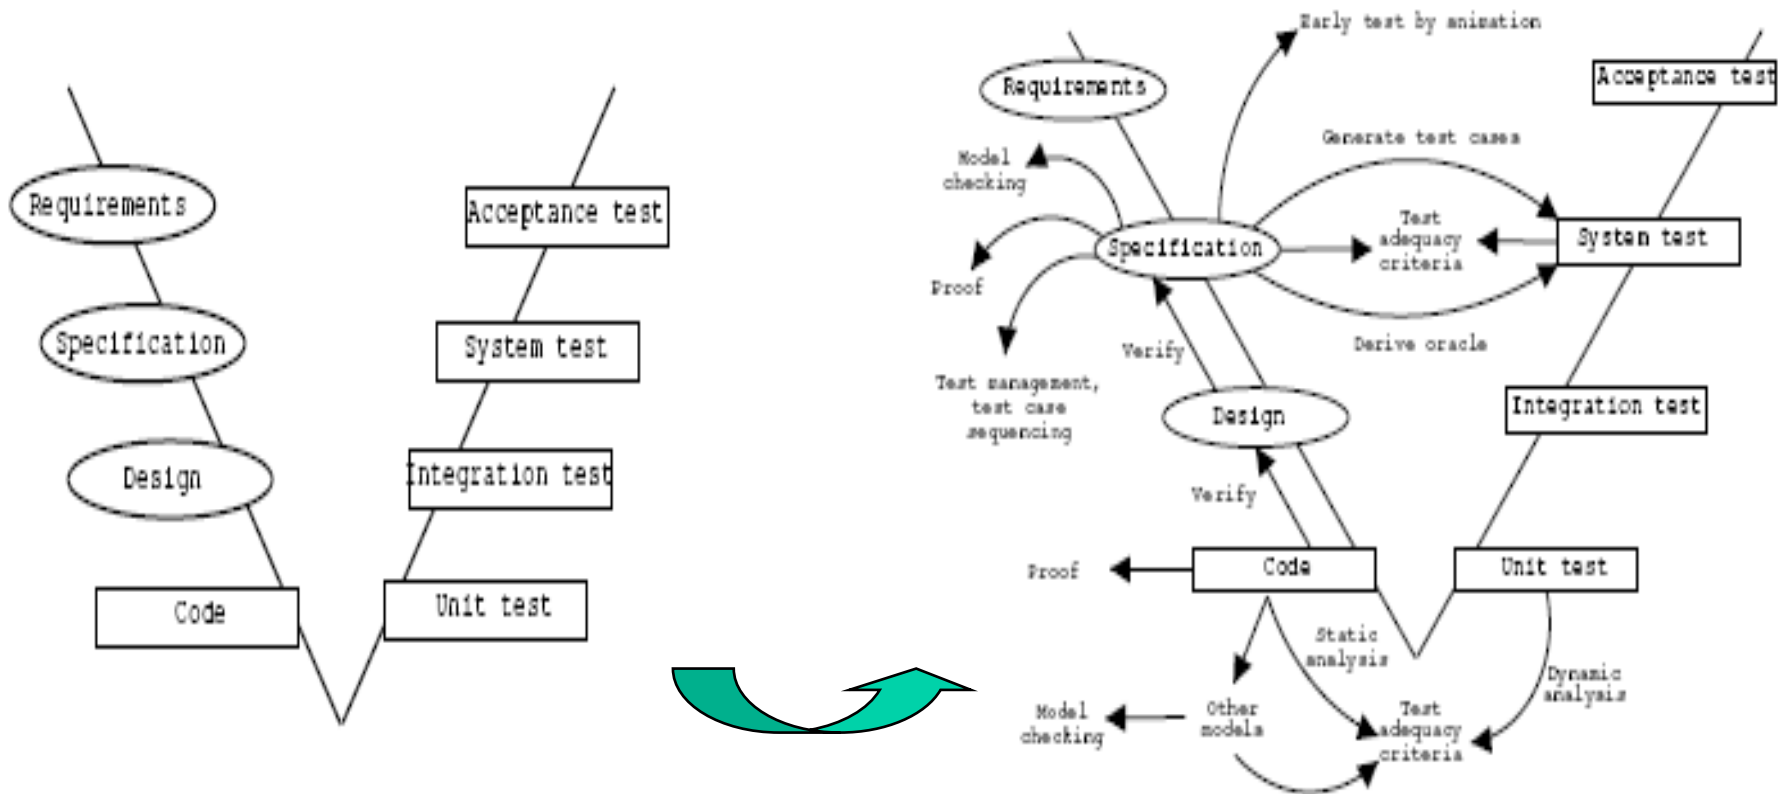 Requirements
Acceptance test
Specification
System test
Design
Integration test
Code
Unit test
Early test by animation
Requirements
Acceptance test
Generate test cases
Model
checking
Specification
Test
adequacy
criteria
System test
Proof
Verify
Derive oracle
Test management,
test case
sequencing
Design
Integration test
Verify
Proof
Code
Unit test
Static
analysis
Dynamic
analysis
Model
checking
Other
models
Test
adequacy
criteria